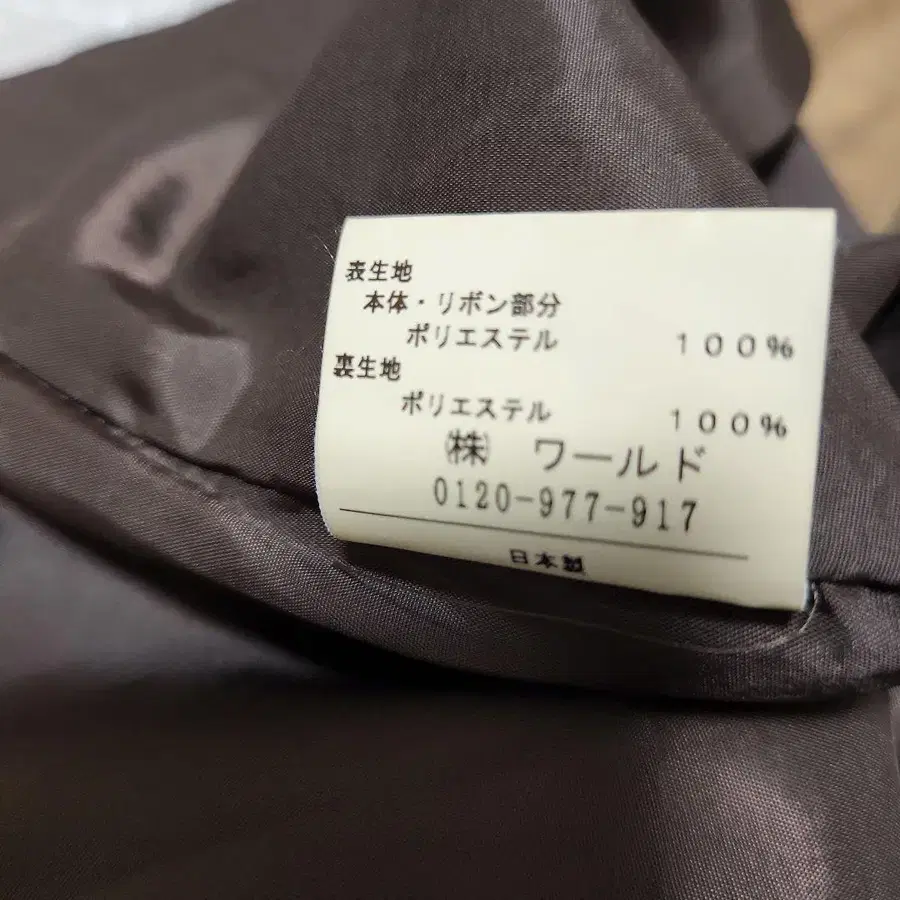 表生地
本体・リボン部分
ポリエステル 100%
裏生地
ポリエステル 100%
㈱ ワールド
0120-977-917
日本製